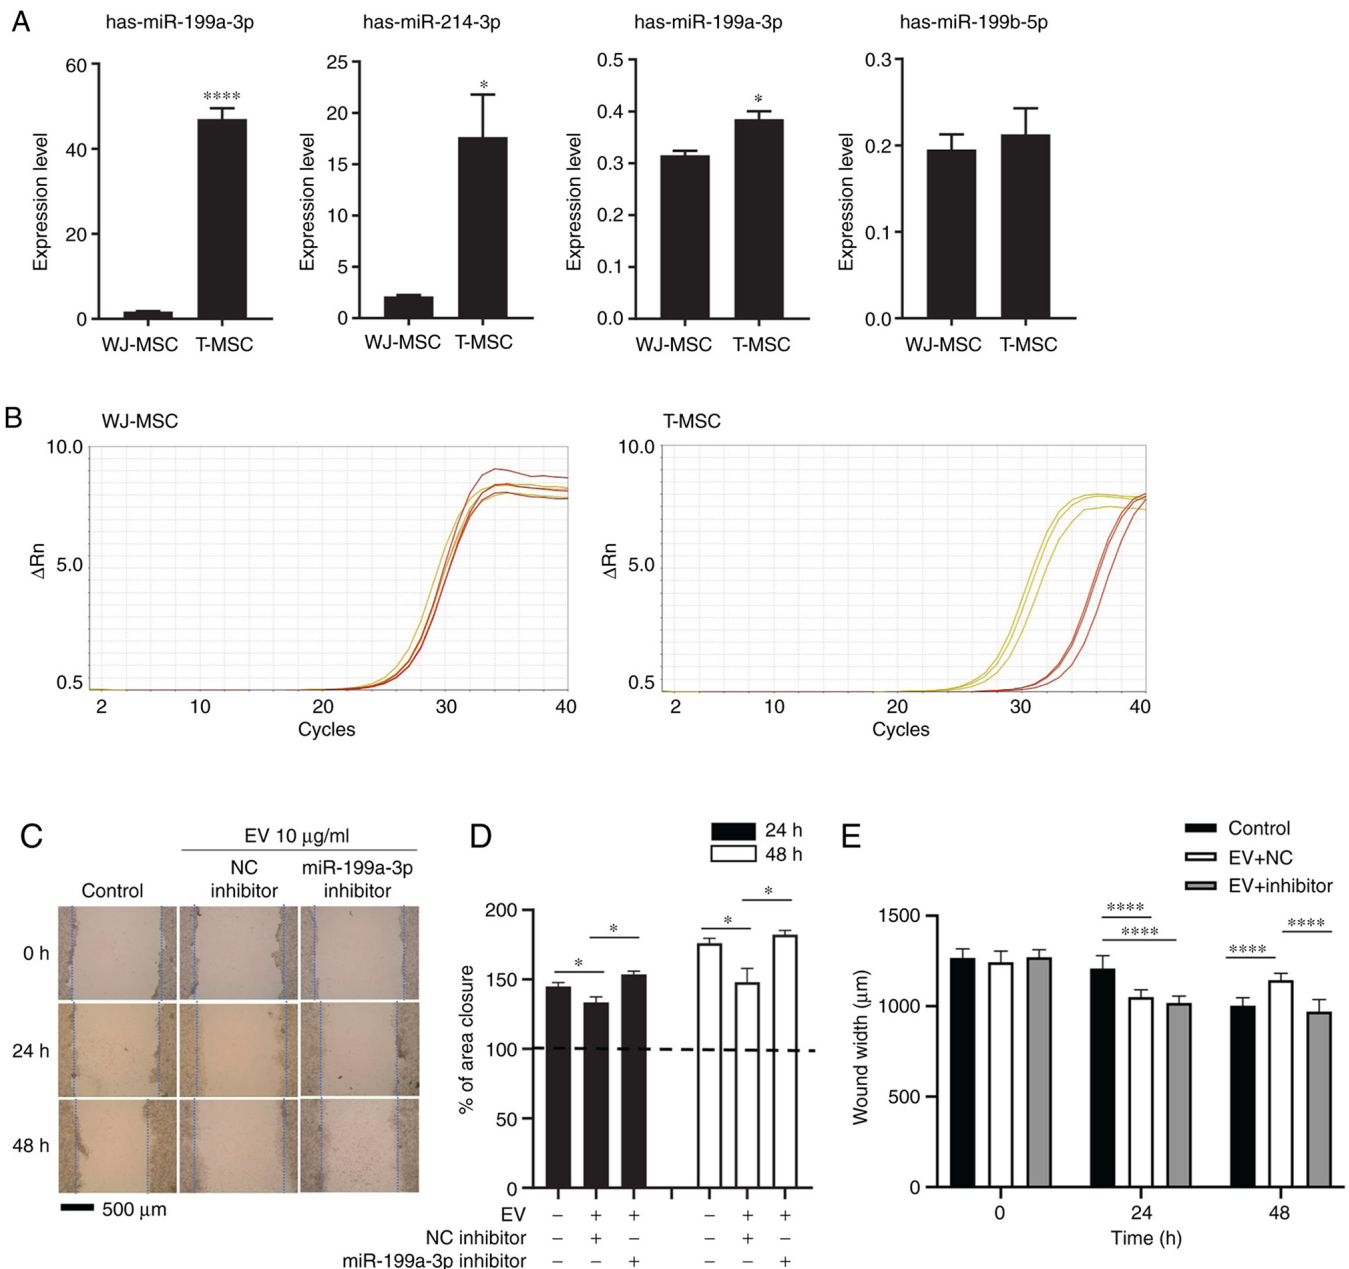 A
has-miR-199a-3p
has-miR-214-3p
has-miR-199a-3p
has-miR-199b-5p
Expression level
60
40
20
0
****
WJ-MSC T-MSC
Expression level
25
20
15
10
5
0
*
WJ-MSC T-MSC
Expression level
0.5
0.4
0.3
0.2
0.1
0.0
*
WJ-MSC T-MSC
Expression level
0.3
0.2
0.1
0.0
WJ-MSC T-MSC
B
WJ-MSC
ΔRn
10.0
5.0
0.5
2 10 20 30 40
Cycles
T-MSC
ΔRn
10.0
5.0
0.5
2 10 20 30 40
Cycles
C
EV 10 µg/ml
Control
NC
inhibitor
miR-199a-3p
inhibitor
0 h
24 h
48 h
500 µm
D
24 h
48 h
% of area closure
200
150
100
50
0
* *
* *
EV – + + – + +
NC inhibitor – + – – + –
miR-199a-3p inhibitor – – + – – +
E
Control
EV+NC
EV+inhibitor
Wound width (µm)
1500
1000
500
0
****
****
****
****
0 24 48
Time (h)